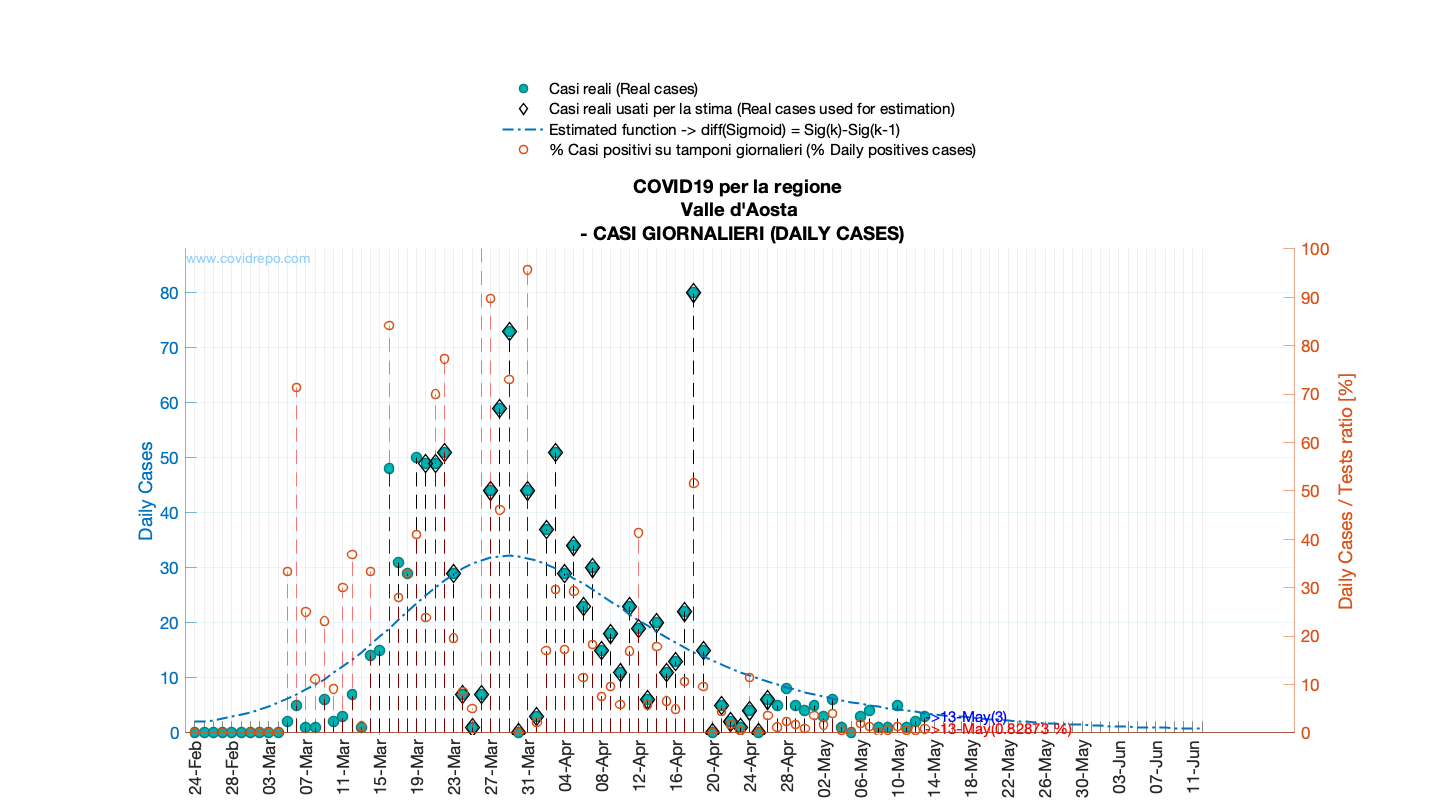 Casi reali (Real cases)
Casi reali usati per la stima (Real cases used for estimation)
Estimated function -> diff(Sigmoid) = Sig(k)-Sig(k-1)
% Casi positivi su tamponi giornalieri (% Daily positives cases)
COVID19 per la regione
Valle d'Aosta
- CASI GIORNALIERI (DAILY CASES)
www.covidrepo.com
Daily Cases
80
70
60
50
40
30
20
10
0
100
90
80
70
60
50
40
30
20
10
0
Daily Cases / Tests ratio [%]
->13-May(3)
->13-May(0.82873 %)
24-Feb
28-Feb
03-Mar
07-Mar
11-Mar
15-Mar
19-Mar
23-Mar
27-Mar
31-Mar
04-Apr
08-Apr
12-Apr
16-Apr
20-Apr
24-Apr
28-Apr
02-May
06-May
10-May
14-May
18-May
22-May
26-May
30-May
03-Jun
07-Jun
11-Jun